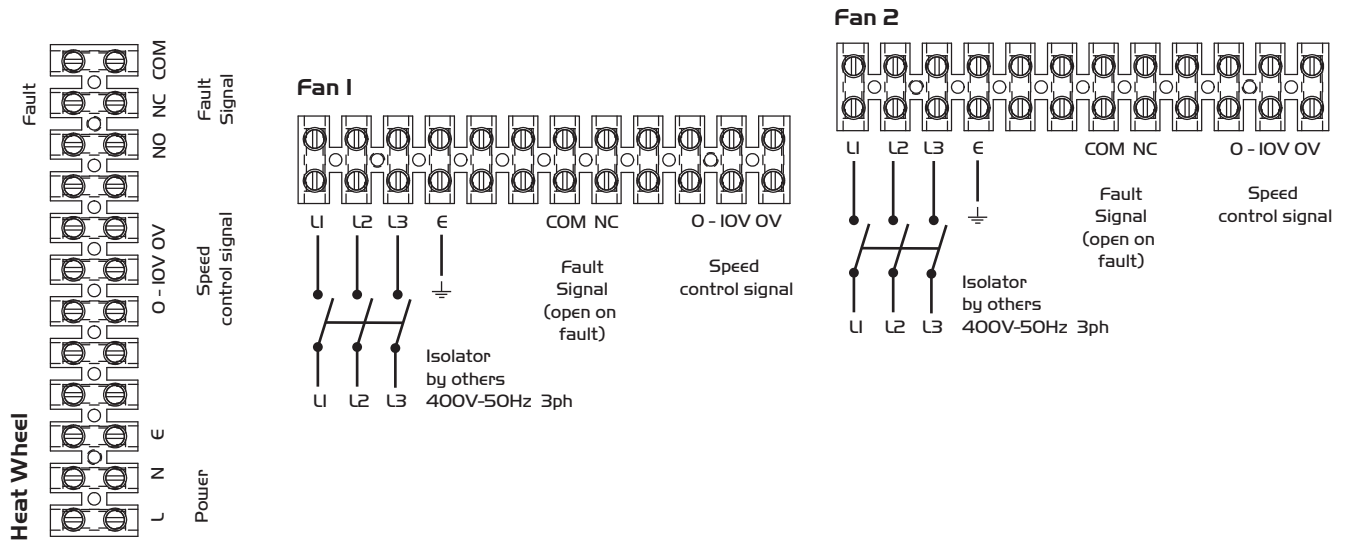 Heat Wheel
Fault
COM
NC
NO
Fault
Signal
0 - 10V 0V
Speed
control signal
E
N
L
Power
Fan 1
L1 L2 L3 E COM NC 0 - 10V 0V
Fault
Signal
(open on
fault)
Speed
control signal
Isolator
by others
L1 L2 L3 400V-50Hz 3ph
Fan 2
L1 L2 L3 E COM NC 0 - 10V 0V
Fault
Signal
(open on
fault)
Speed
control signal
Isolator
by others
L1 L2 L3 400V-50Hz 3ph